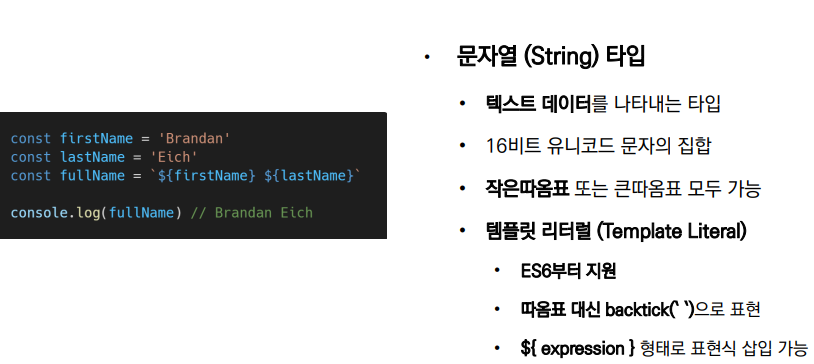 const firstName = 'Brandan'
const lastName = 'Eich'
const fullName = `${firstName} ${lastName}`
console.log(fullName) // Brandan Eich
• 문자열 (String) 타입
• 텍스트 데이터를 나타내는 타입
• 16비트 유니코드 문자의 집합
• 작은따옴표 또는 큰따옴표 모두 가능
• 템플릿 리터럴 (Template Literal)
• ES6부터 지원
• 따옴표 대신 backtick(` `)으로 표현
• ${ expression } 형태로 표현식 삽입 가능